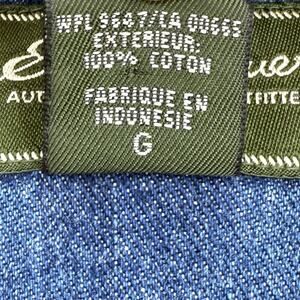 WPL 9647/CA 00665
EXTERIEUR:
100% COTON
FABRIQUE EN
INDONESIE
G